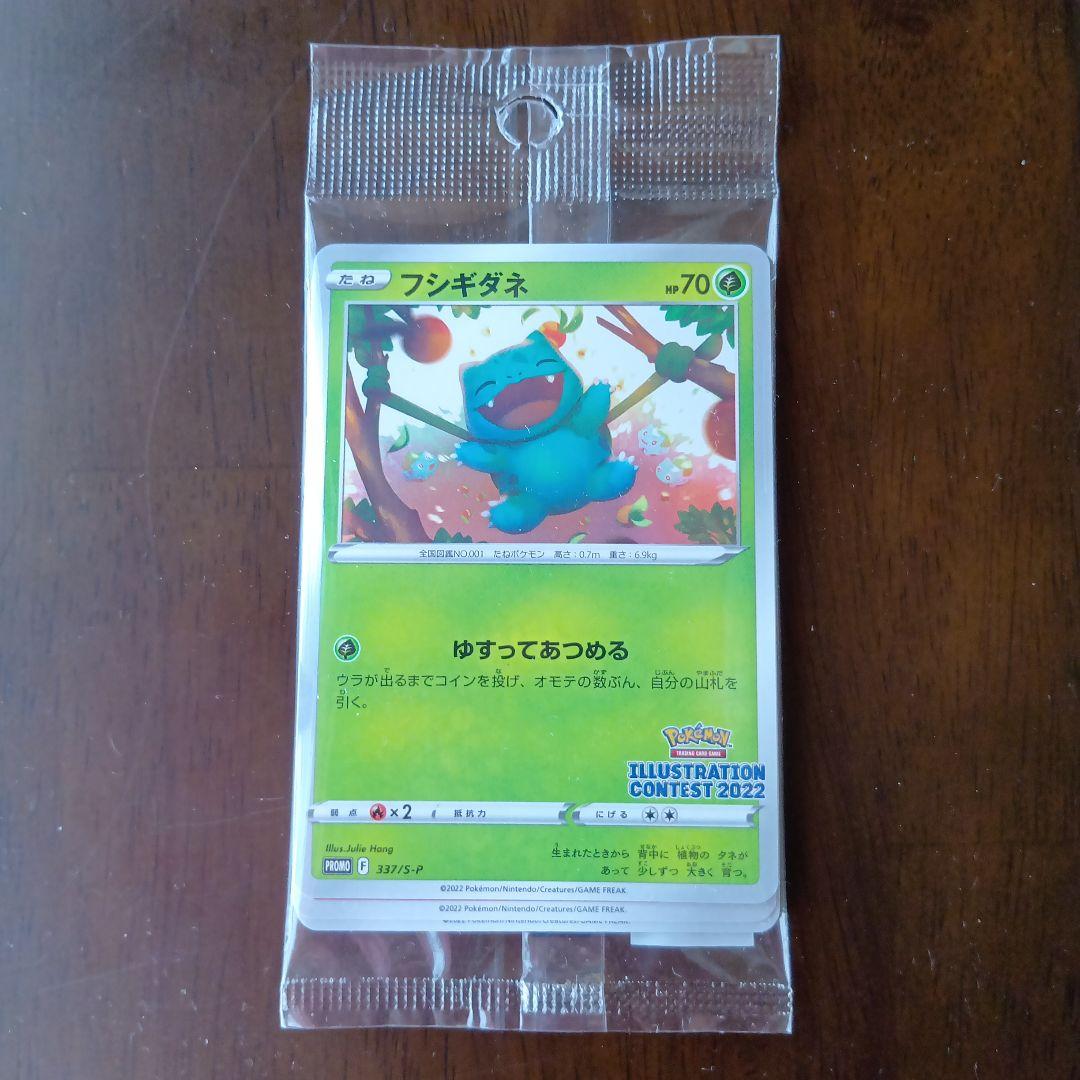 たね フシギダネ HP70
全国図鑑NO.001 たねポケモン 高さ:0.7m 重さ:6.9kg
ゆすってあつめる
ウラが出るまでコインを投げ、オモテの数ぶん、自分の山札を
引く。
Pokémon
TRADING CARD GAME
ILLUSTRATION
CONTEST 2022
弱点 ×2 抵抗力 にげる
Illus.Julie Hang
生まれたときから 背中に 植物の タネが
あって 少しずつ 大きく 育つ。
PROMO F 337/S-P
©2022 Pokémon/Nintendo/Creatures/GAME FREAK.
©2022 Pokémon/Nintendo/Creatures/GAME FREAK.
©2022 Pokémon/Nintendo/Creatures/GAME FREAK.